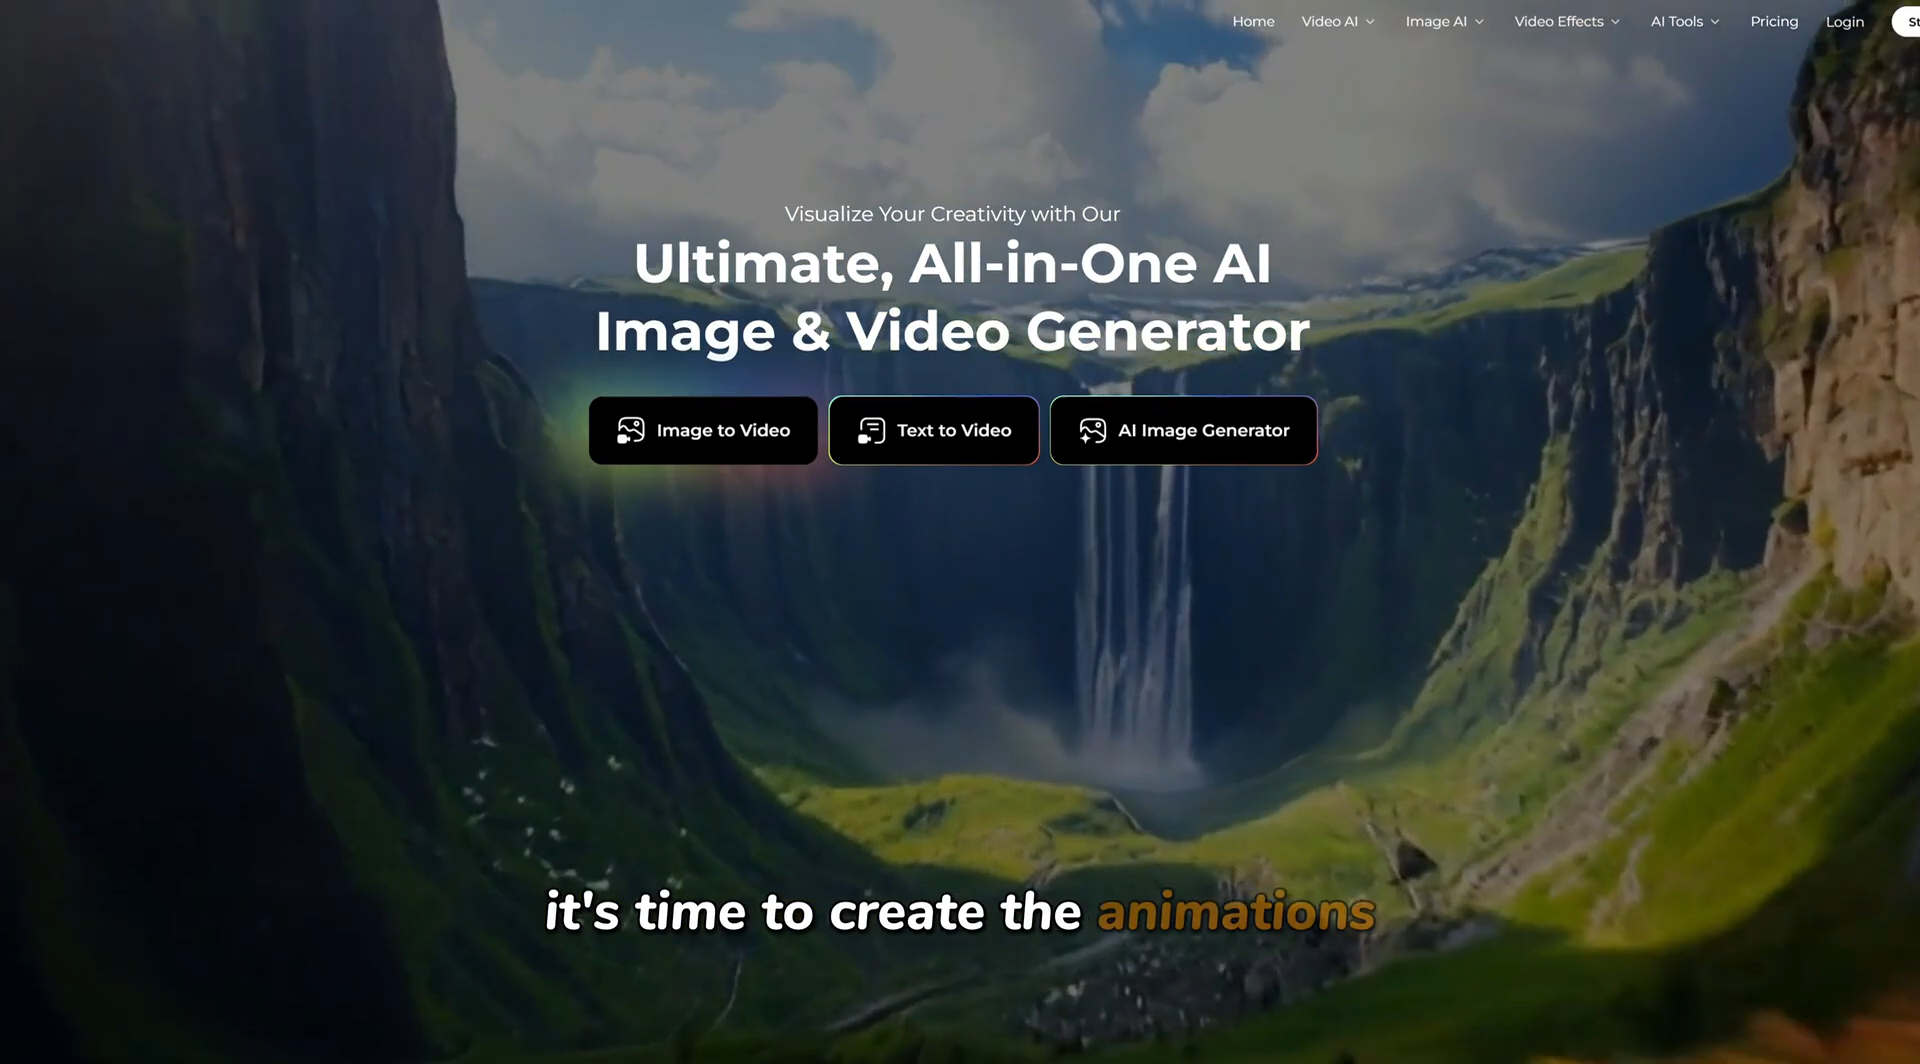 Home Video AI Image AI Video Effects AI Tools Pricing Login St
Visualize Your Creativity with Our
Ultimate, All-in-One AI
Image & Video Generator
Image to Video Text to Video AI Image Generator
it's time to create the animations